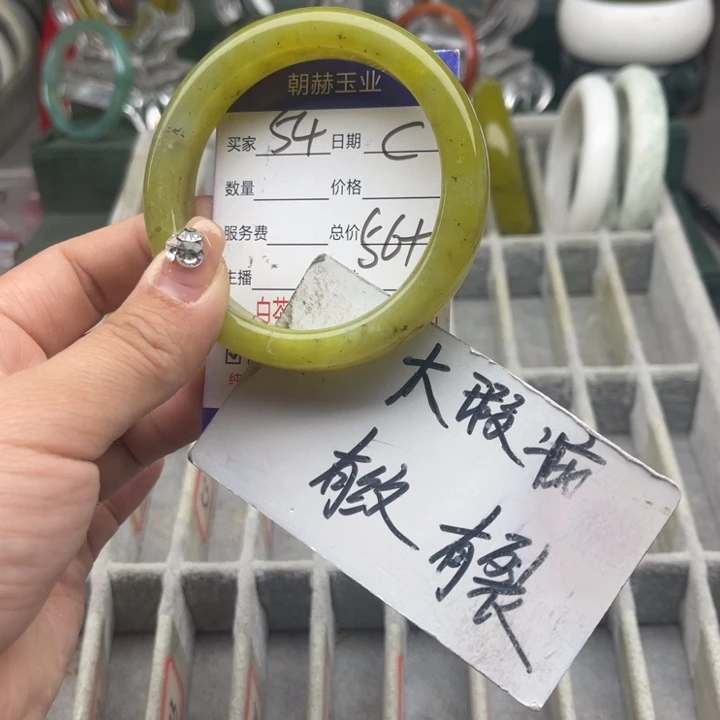 朝赫玉业
买家 54 日期 C
数量 价格
服务费 总价 56+
主播
白茶
大瑕疵
有纹
有裂